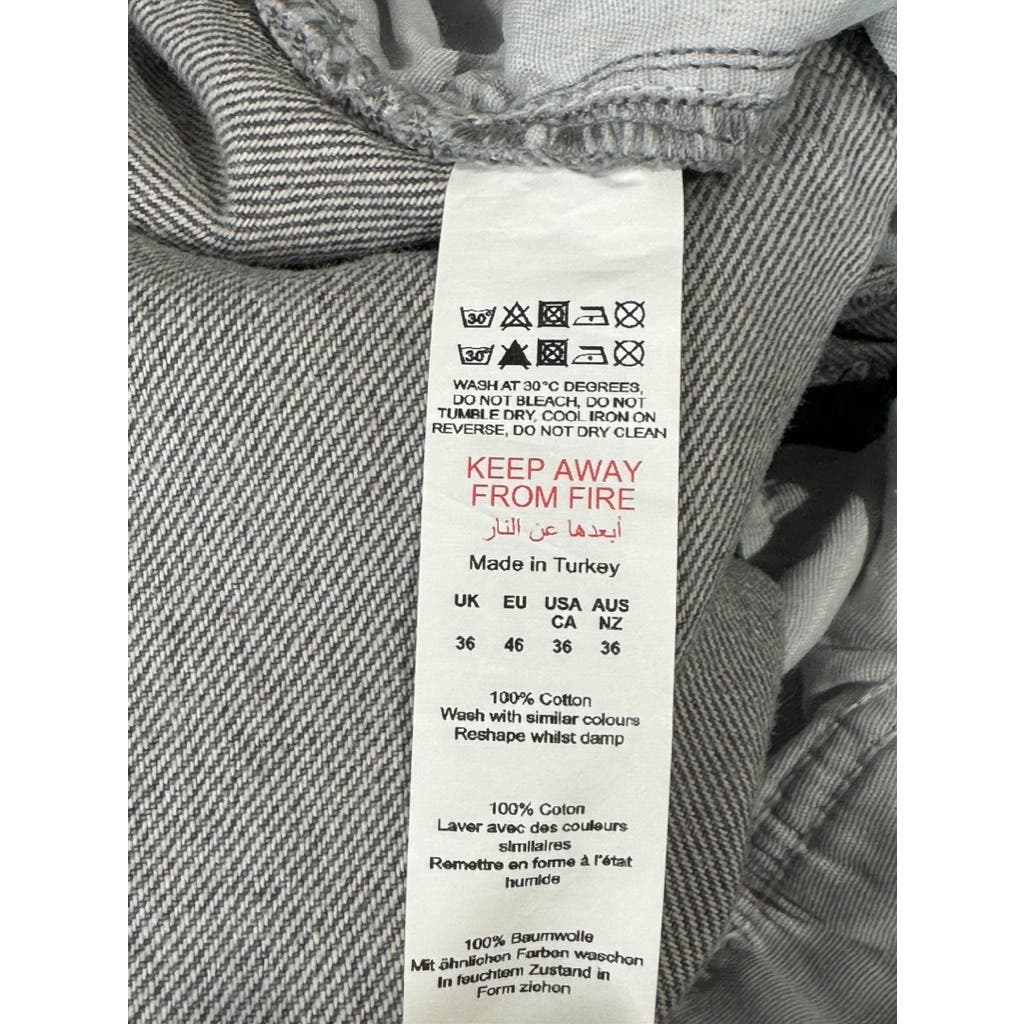 30°
30°
WASH AT 30°C DEGREES,
DO NOT BLEACH, DO NOT
TUMBLE DRY, COOL IRON ON
REVERSE, DO NOT DRY CLEAN
KEEP AWAY
FROM FIRE
أبعدها عن النار
Made in Turkey
UK EU USA AUS
CA NZ
36 46 36 36
100% Cotton
Wash with similar colours
Reshape whilst damp
100% Coton
Laver avec des couleurs
similaires
Remettre en forme à l'état
humide
100% Baumwolle
Mit ähnlichen Farben waschen
In feuchtem Zustand in
Form ziehen